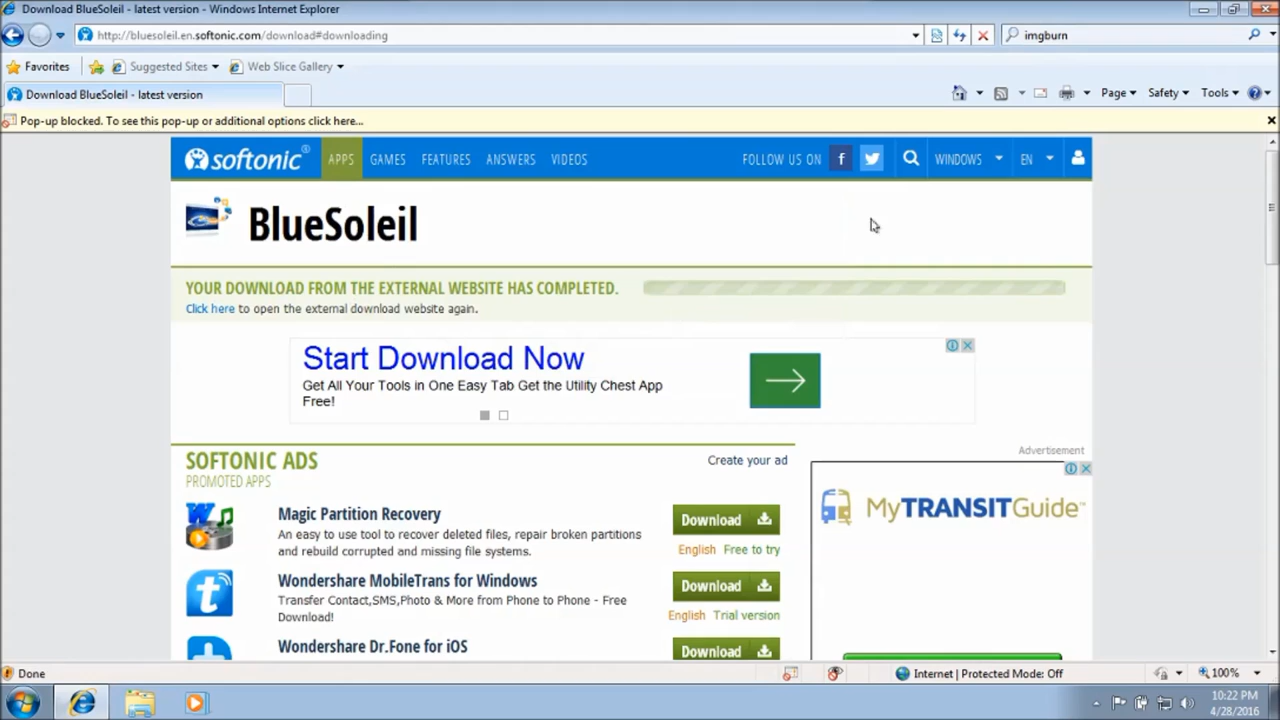 Download BlueSoleil - latest version - Windows Internet Explorer
http://bluesoleil.en.softonic.com/download#downloading
imgburn
Favorites
Suggested Sites
Web Slice Gallery
Download BlueSoleil - latest version
Page
Safety
Tools
Pop-up blocked. To see this pop-up or additional options click here...
softonic®
APPS
GAMES
FEATURES
ANSWERS
VIDEOS
FOLLOW US ON
f
WINDOWS
EN
BlueSoleil
YOUR DOWNLOAD FROM THE EXTERNAL WEBSITE HAS COMPLETED.
Click here to open the external download website again.
Start Download Now
Get All Your Tools in One Easy Tab Get the Utility Chest App
Free!
SOFTONIC ADS
Create your ad
PROMOTED APPS
Advertisement
MyTRANSITGuide™
Magic Partition Recovery
An easy to use tool to recover deleted files, repair broken partitions
and rebuild corrupted and missing file systems.
Download
English Free to try
Wondershare MobileTrans for Windows
Transfer Contact,SMS,Photo & More from Phone to Phone - Free
Download!
Download
English Trial version
Wondershare Dr.Fone for iOS
Download
Done
Internet | Protected Mode: Off
100%
10:22 PM
4/28/2016